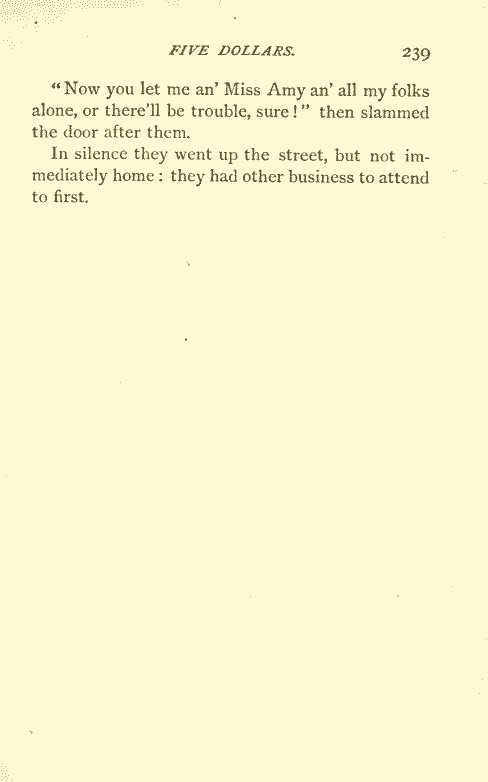 FIVE DOLLARS. 239
“Now you let me an’ Miss Amy an’ all my folks
alone, or there’ll be trouble, sure!” then slammed
the door after them.
In silence they went up the street, but not im-
mediately home: they had other business to attend
to first.